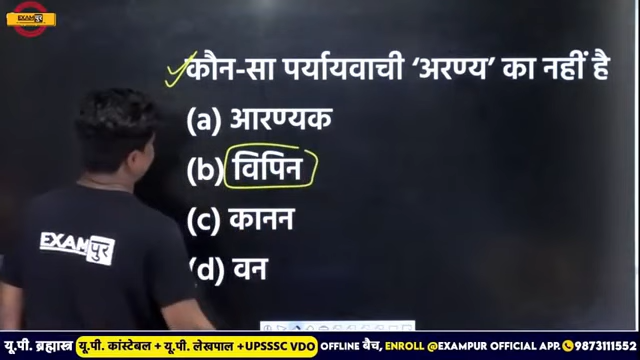 EXAMपुर
कौन-सा पर्यायवाची ‘अरण्य’ का नहीं है
(a) आरण्यक
(b) विपिन
(c) कानन
(d) वन
EXAMपुर
यू.पी. ब्रह्मास्त्र यू.पी. कांस्टेबल + यू.पी. लेखपाल +UPSSSC VDO OFFLINE बैच, ENROLL @EXAMPUR OFFICIAL APP. 9873111552